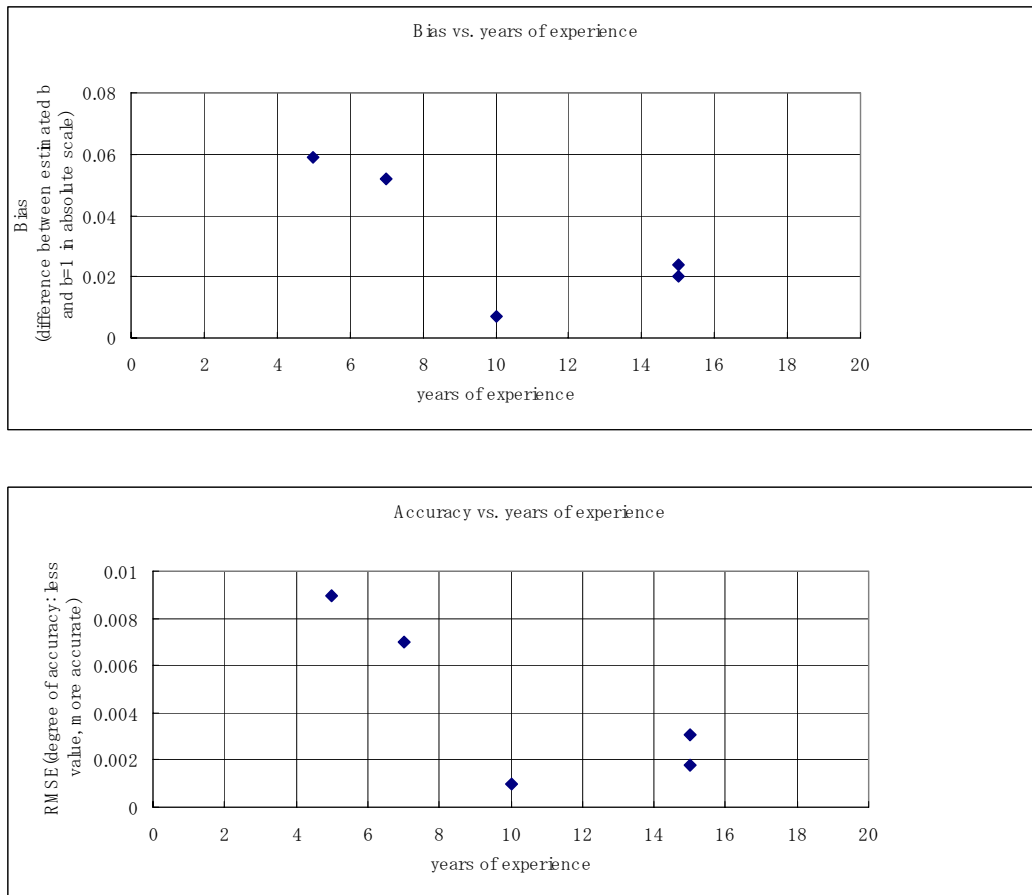 Bias vs. years of experience
Bias
(difference between estimated b
and b=1 in absolute scale)
0.08
0.06
0.04
0.02
0
0 2 4 6 8 10 12 14 16 18 20
years of experience
Accuracy vs. years of experience
RMSE(degree of accuracy: less
value, more accurate)
0.01
0.008
0.006
0.004
0.002
0
0 2 4 6 8 10 12 14 16 18 20
years of experience